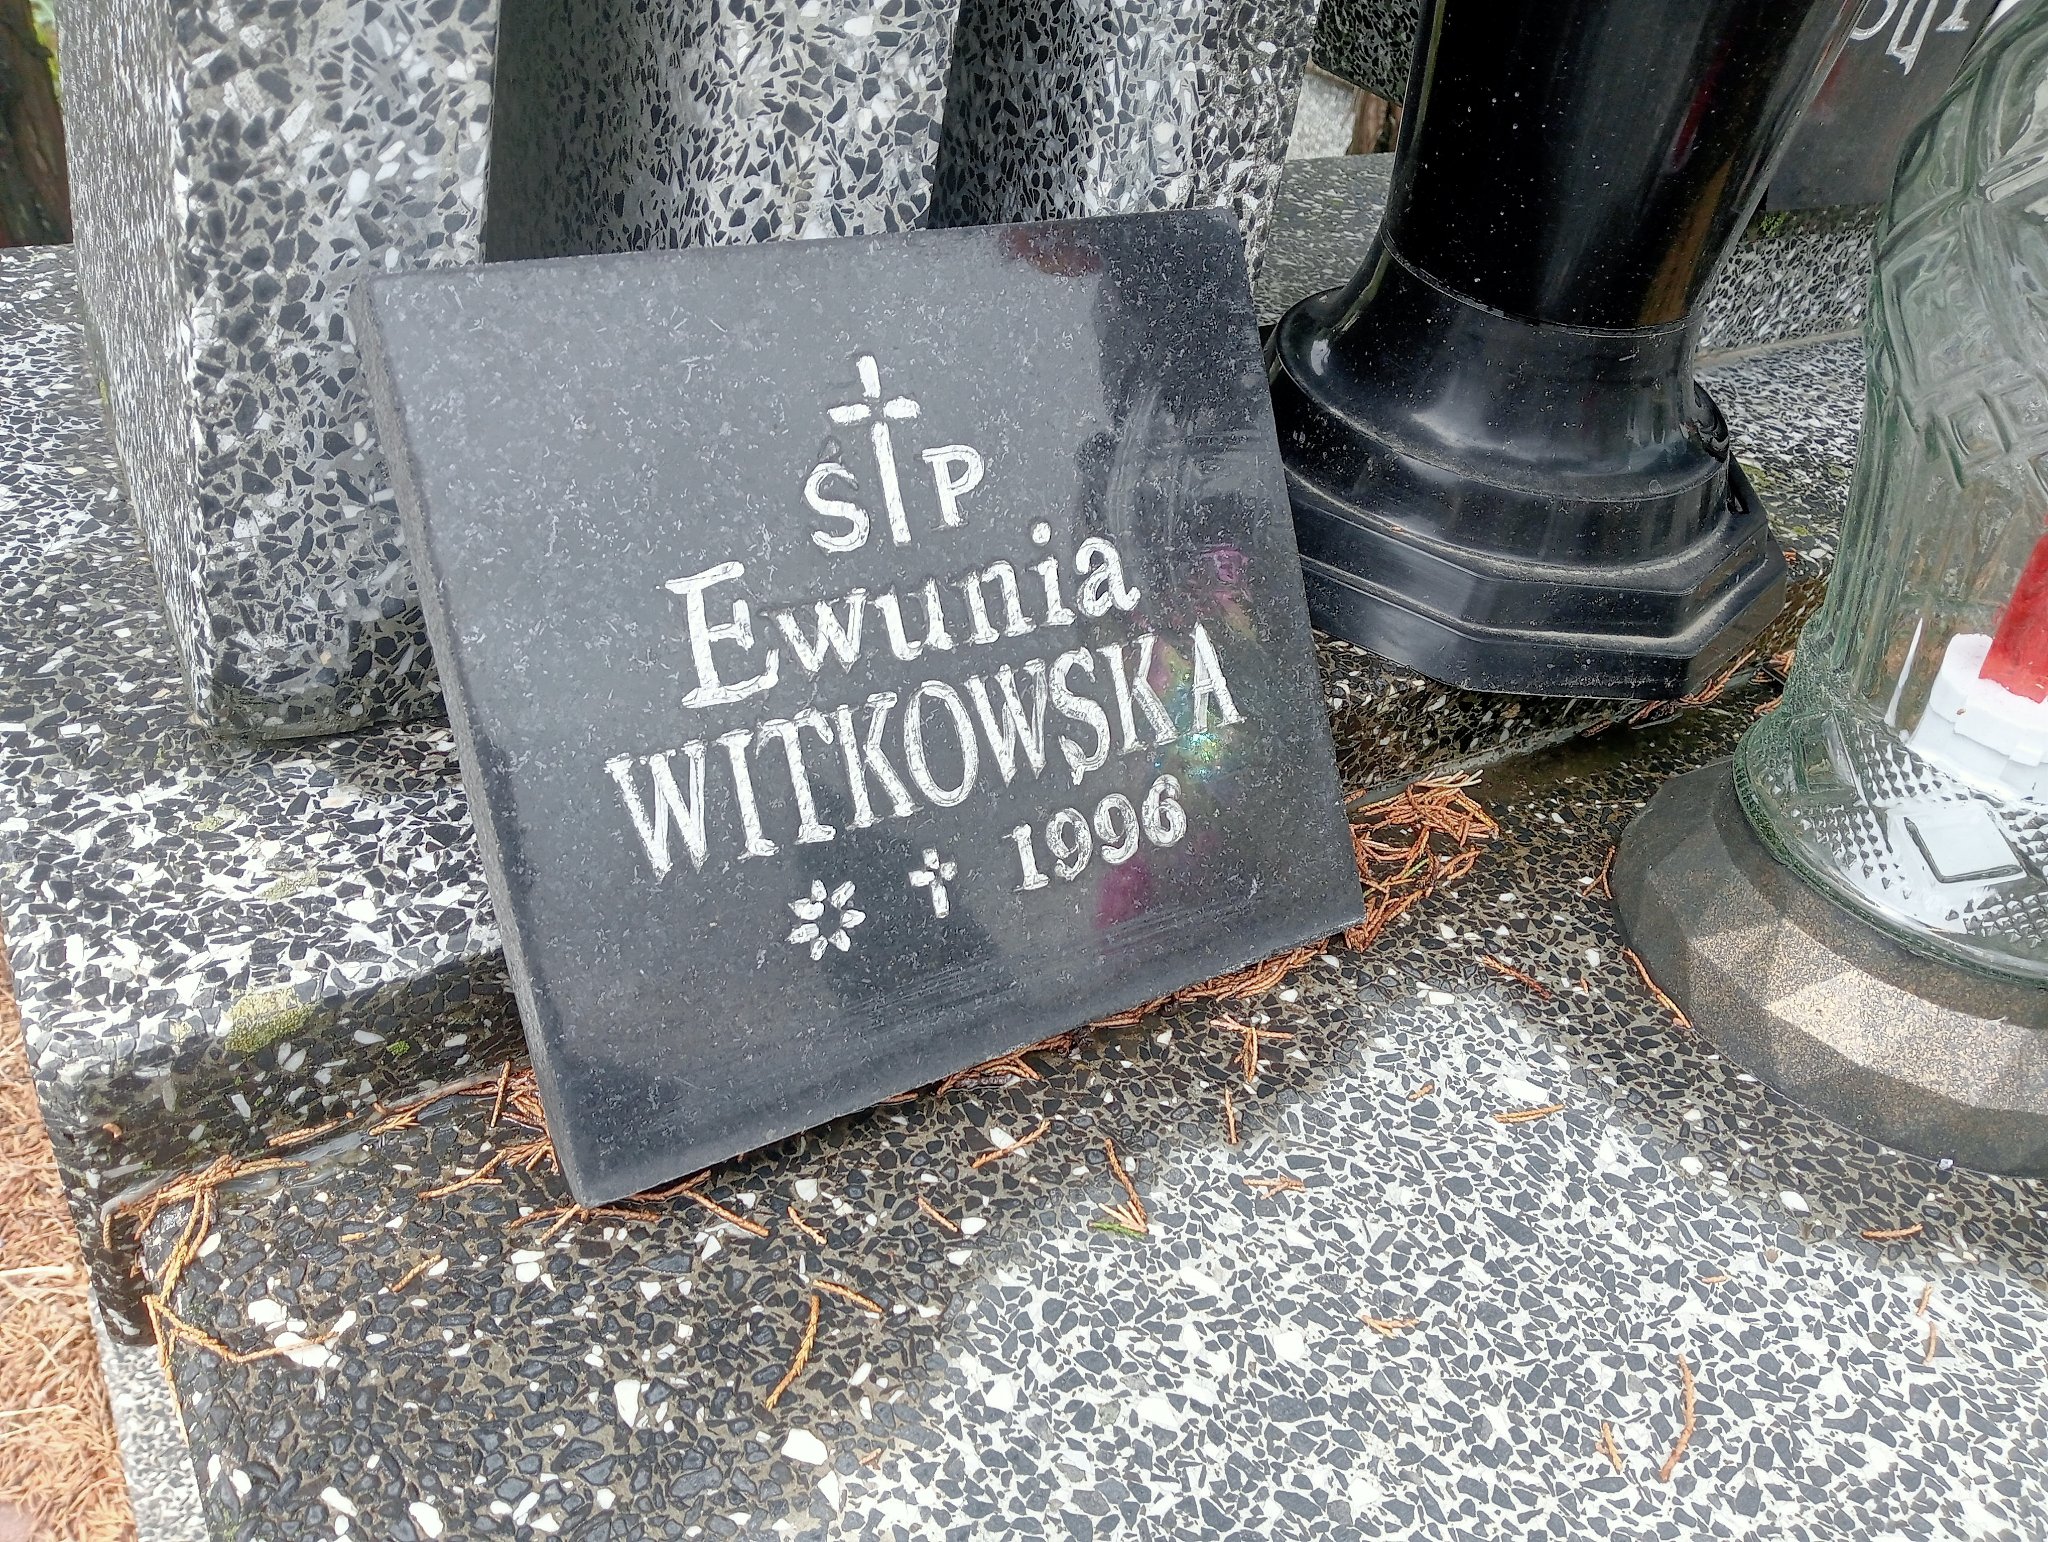 Ś†P
Ewunia
WITKOWSKA
* † 1996